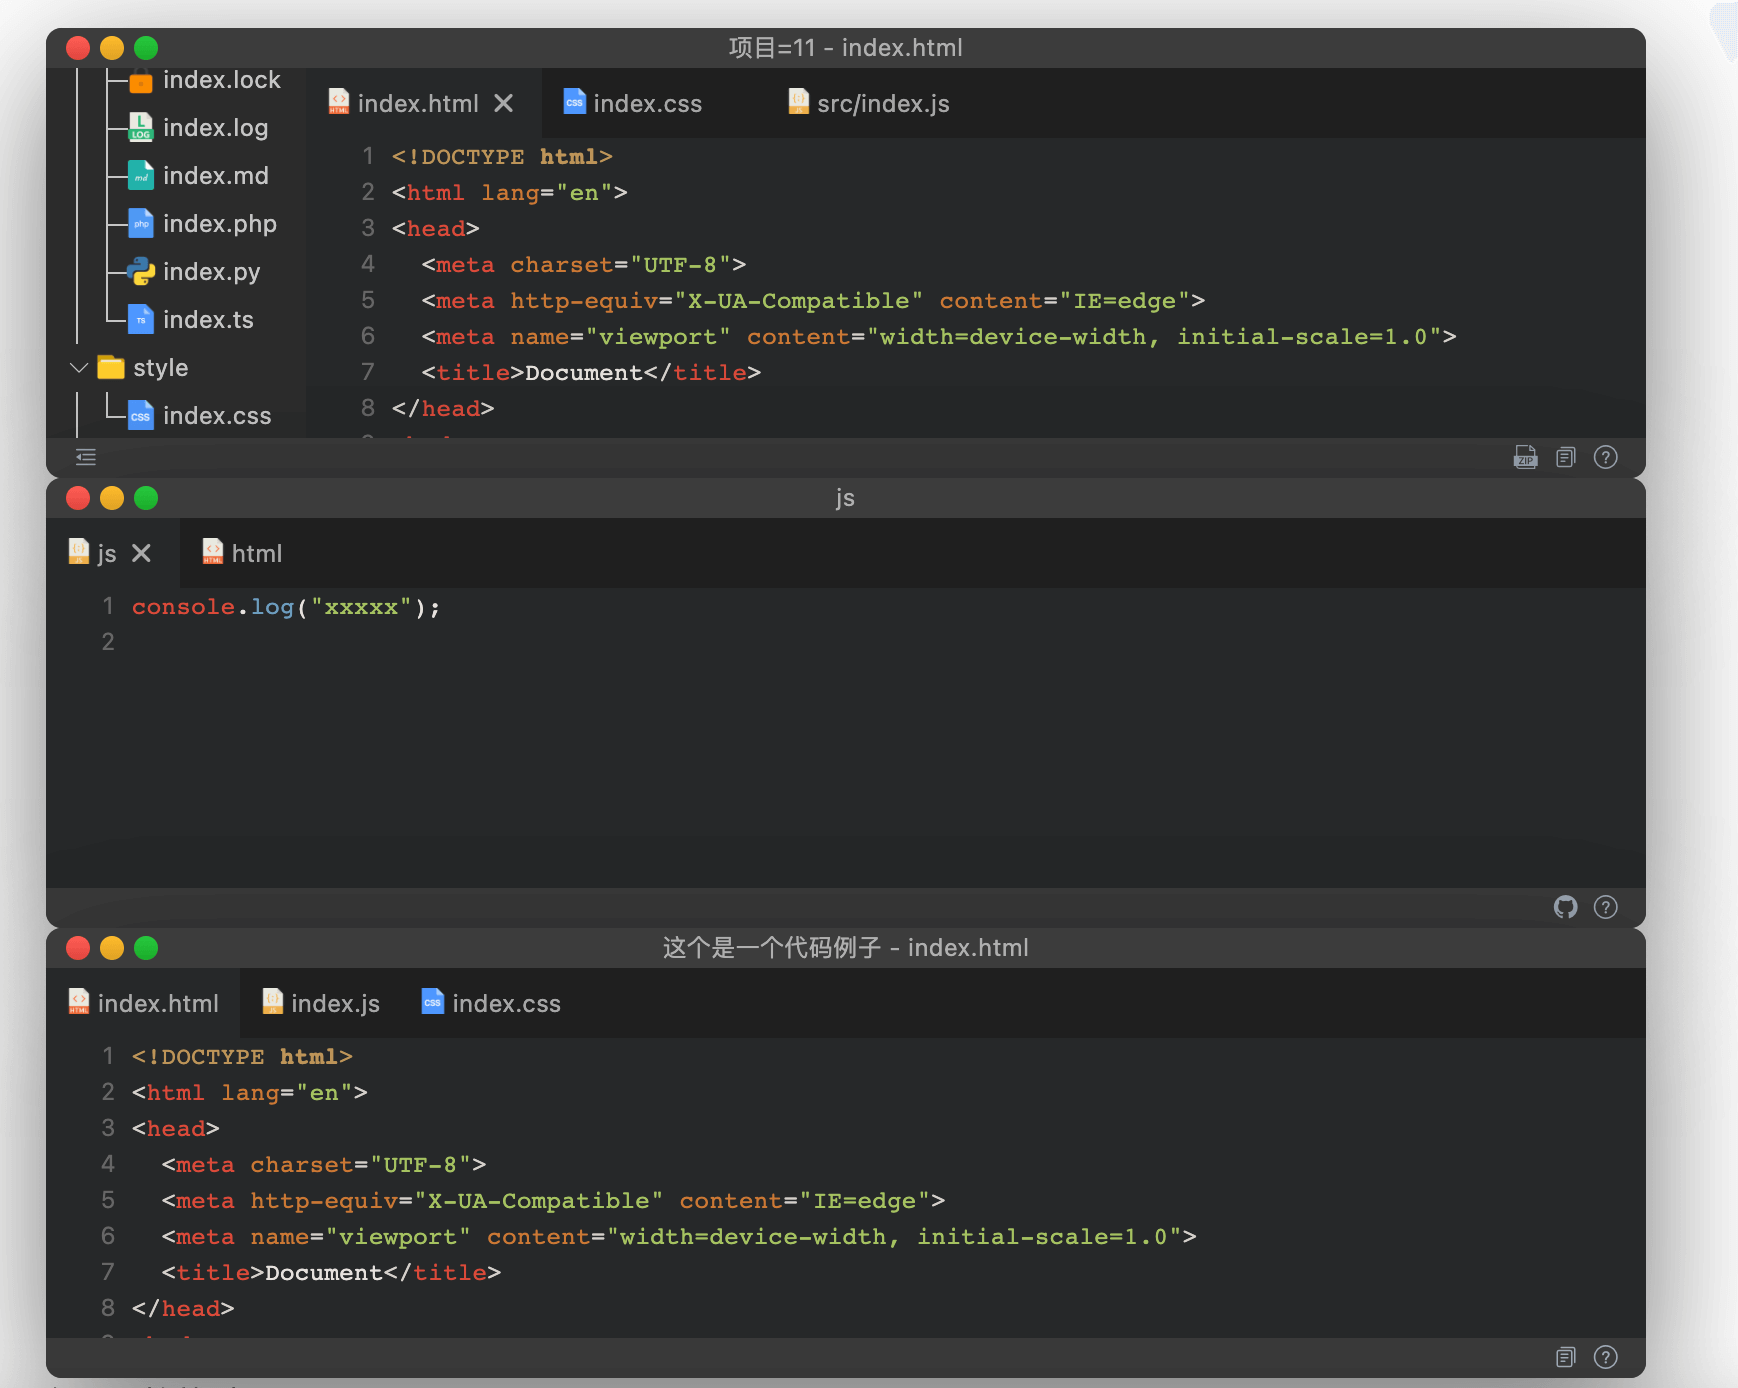 项目=11 - index.html
index.lock
index.log
index.md
index.php
index.py
index.ts
style
index.css
index.html
index.css
src/index.js
1 <!DOCTYPE html>
2 <html lang="en">
3 <head>
4   <meta charset="UTF-8">
5   <meta http-equiv="X-UA-Compatible" content="IE=edge">
6   <meta name="viewport" content="width=device-width, initial-scale=1.0">
7   <title>Document</title>
8 </head>
js
js
html
1 console.log("xxxxx");
2
这个是一个代码例子 - index.html
index.html
index.js
index.css
1 <!DOCTYPE html>
2 <html lang="en">
3 <head>
4   <meta charset="UTF-8">
5   <meta http-equiv="X-UA-Compatible" content="IE=edge">
6   <meta name="viewport" content="width=device-width, initial-scale=1.0">
7   <title>Document</title>
8 </head>